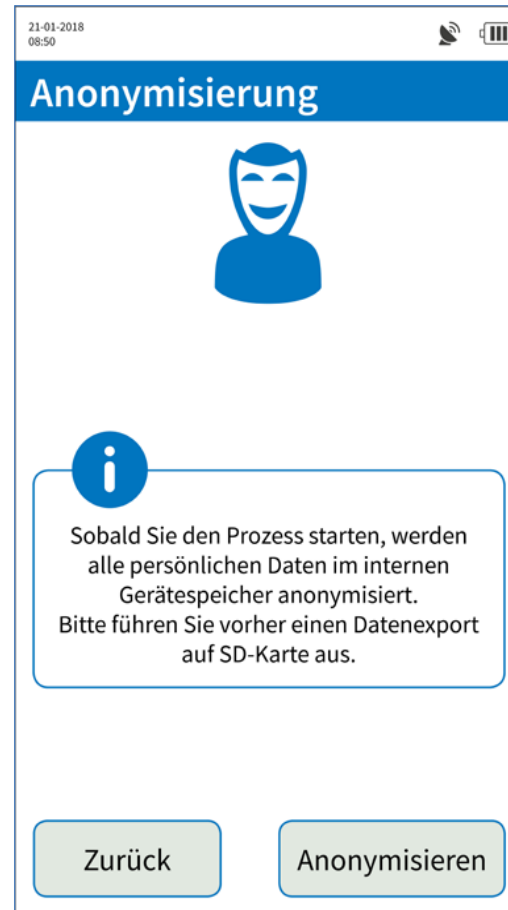 21-01-2018
08:50
Anonymisierung
Sobald Sie den Prozess starten, werden
alle persönlichen Daten im internen
Gerätespeicher anonymisiert.
Bitte führen Sie vorher einen Datenexport
auf SD-Karte aus.
Zurück
Anonymisieren